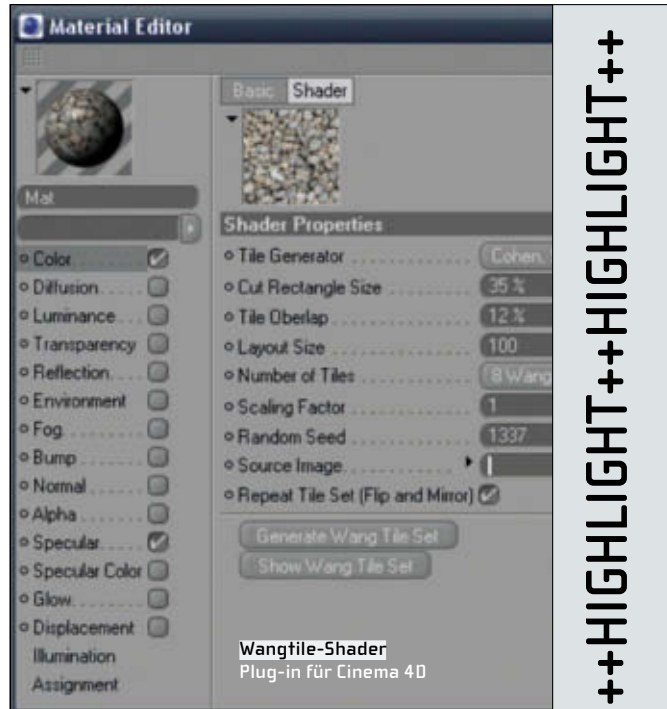 Material Editor
Mat
Color
Diffusion
Luminance
Transparency
Reflection
Environment
Fog
Bump
Normal
Alpha
Specular
Specular Color
Glow
Displacement
Illumination
Assignment
Basic Shader
Shader Properties
Tile Generator Cohen,
Cut Rectangle Size 35 %
Tile Oberlap 12 %
Layout Size 100
Number of Tiles 8 Wang
Scaling Factor 1
Random Seed 1337
Source Image
Repeat Tile Set (Flip and Mirror)
Generate Wang Tile Set
Show Wang Tile Set
Wangtile-Shader
Plug-in für Cinema 4D
++HIGHLIGHT++HIGHLIGHT++